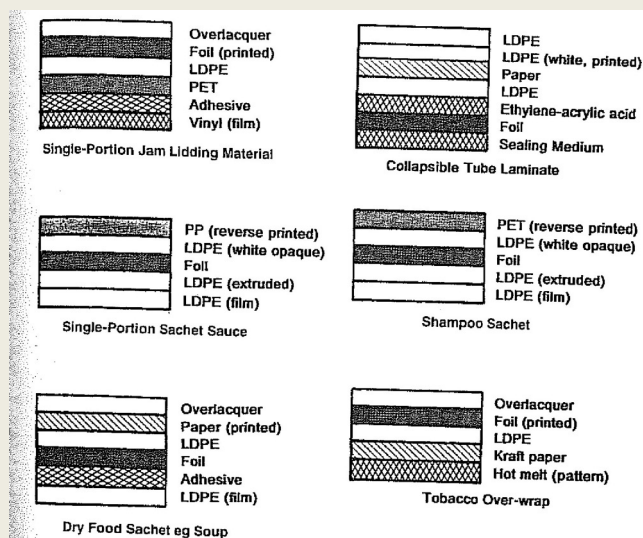 Overlacquer
Foil (printed)
LDPE
PET
Adhesive
Vinyl (film)
Single-Portion Jam Lidding Material
LDPE
LDPE (white, printed)
Paper
LDPE
Ethylene-acrylic acid
Foil
Sealing Medium
Collapsible Tube Laminate
PP (reverse printed)
LDPE (white opaque)
Foil
LDPE (extruded)
LDPE (film)
Single-Portion Sachet Sauce
PET (reverse printed)
LDPE (white opaque)
Foil
LDPE (extruded)
LDPE (film)
Shampoo Sachet
Overlacquer
Paper (printed)
LDPE
Foil
Adhesive
LDPE (film)
Dry Food Sachet eg Soup
Overlacquer
Foil (printed)
LDPE
Kraft paper
Hot melt (pattern)
Tobacco Over-wrap